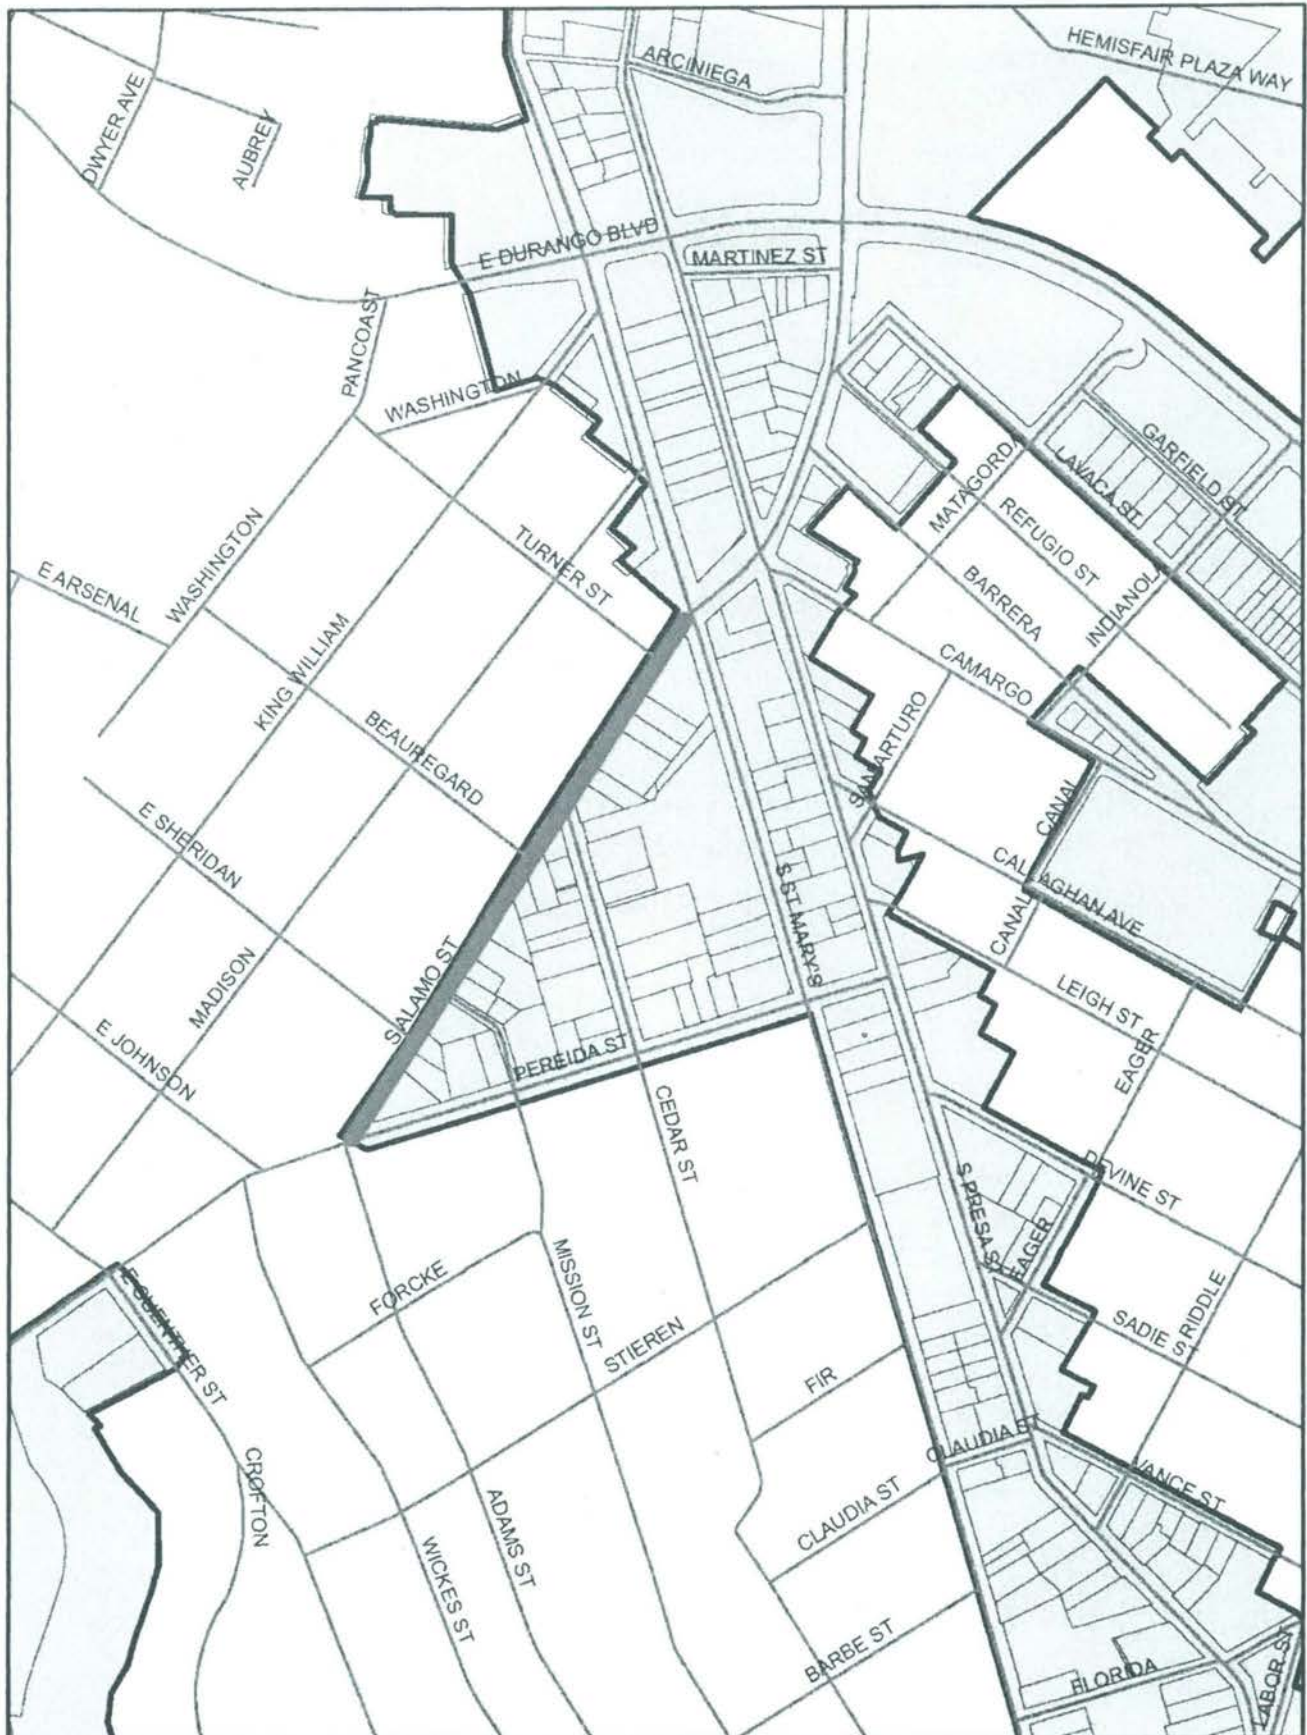 HEMISFAIR PLAZA WAY
ARCINIEGA
DWYER AVE
AUBREY
E DURANGO BLVD
MARTINEZ ST
PANCOAST
WASHINGTON
GARFIELD ST
LAVACA ST
MATAGORDA
REFUGIO ST
WASHINGTON
TURNER ST
E ARSENAL
BARRERA
INDIANOLA
KING WILLIAM
CAMARGO
BEAUREGARD
SAN ARTURO
E SHERIDAN
CANAL
CALLAGHAN AVE
S ST MARY'S
CANAL
S ALAMO ST
MADISON
LEIGH ST
E JOHNSON
PEREIDA ST
EAGER
CEDAR ST
DEVINE ST
S PRESA ST
EAGER
MISSION ST
FORCKE
E GUENTHER ST
STIEREN
SADIE ST
RIDDLE
FIR
CLAUDIA ST
VANCE ST
CROFTON
ADAMS ST
CLAUDIA ST
WICKES ST
BARBE ST
FLORIDA
LABOR ST